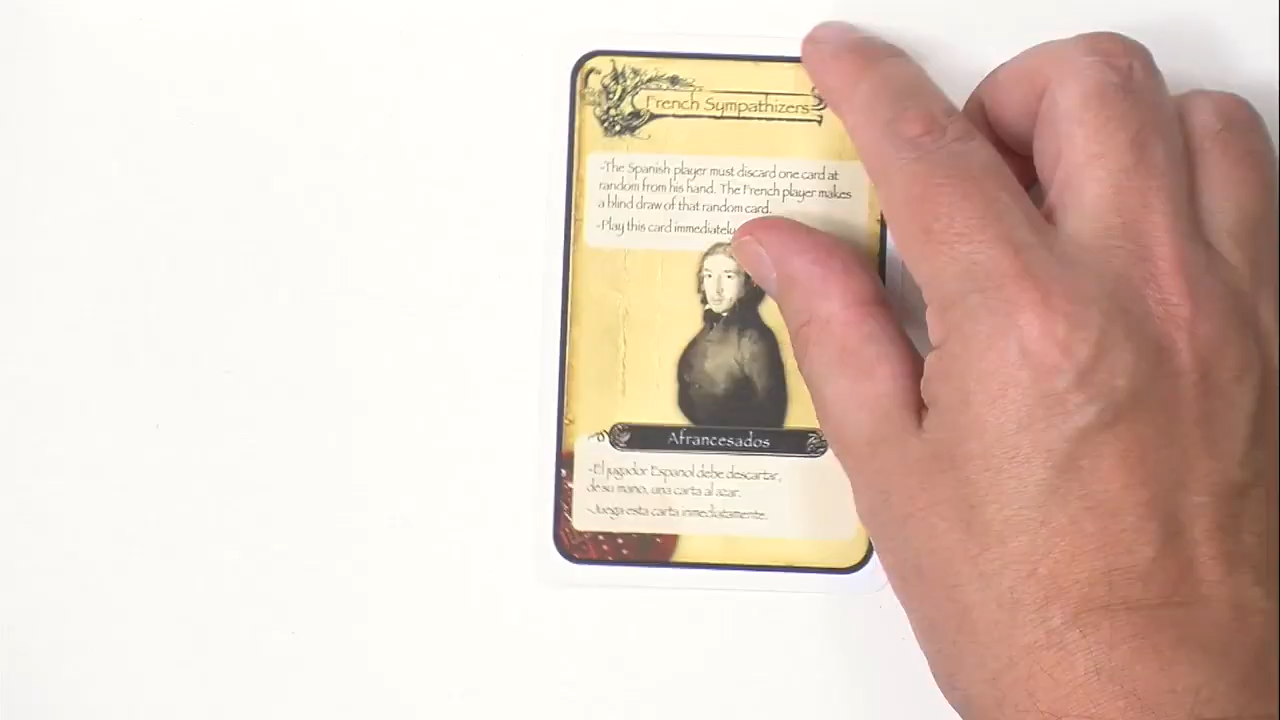 French Sympathizers
-The Spanish player must discard one card at
random from his hand. The French player makes
a blind draw of that random card.
-Play this card immediately
Afrancesados
-El jugador Espanol debe descartar,
de su mano, una carta al azar.
-Juega esta carta inmediatamente.